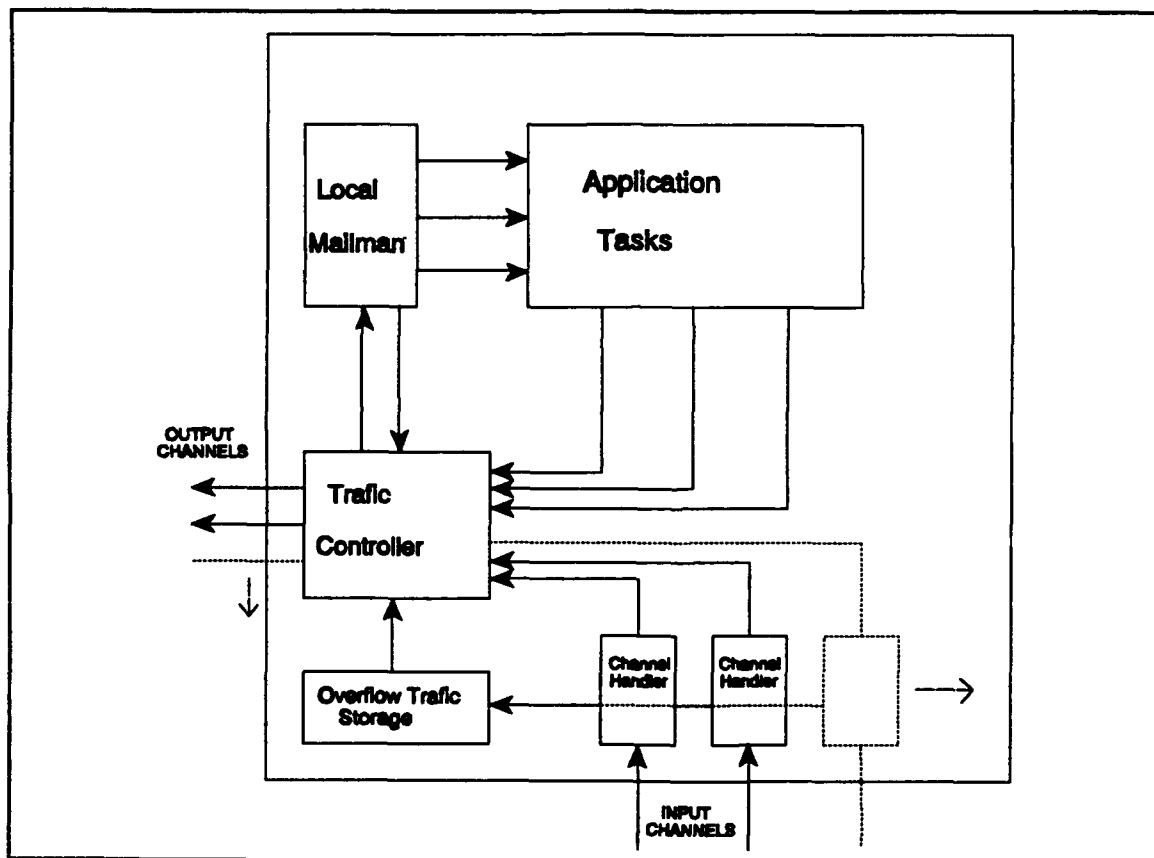 Local
Mailman
Application
Tasks
OUTPUT
CHANNELS
Trafic
Controller
Channel
Handler
Channel
Handler
Overflow Trafic
Storage
INPUT
CHANNELS